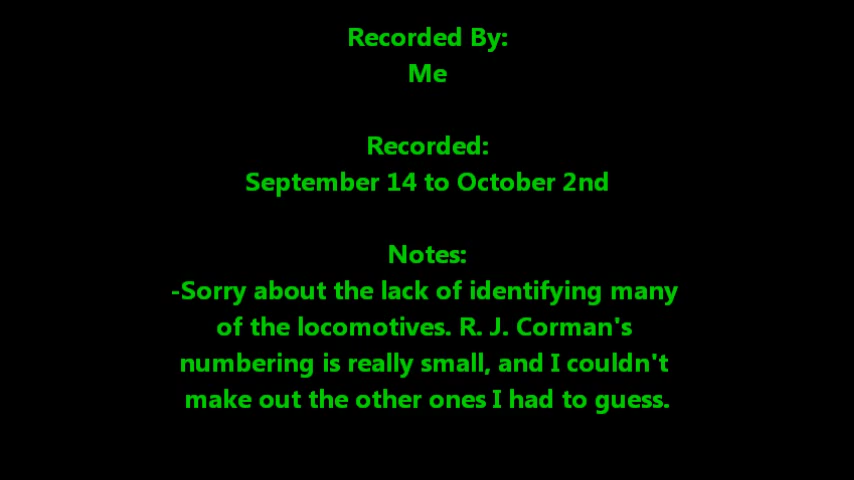 Recorded By:
Me
Recorded:
September 14 to October 2nd
Notes:
-Sorry about the lack of identifying many
of the locomotives. R. J. Corman's
numbering is really small, and I couldn't
make out the other ones I had to guess.